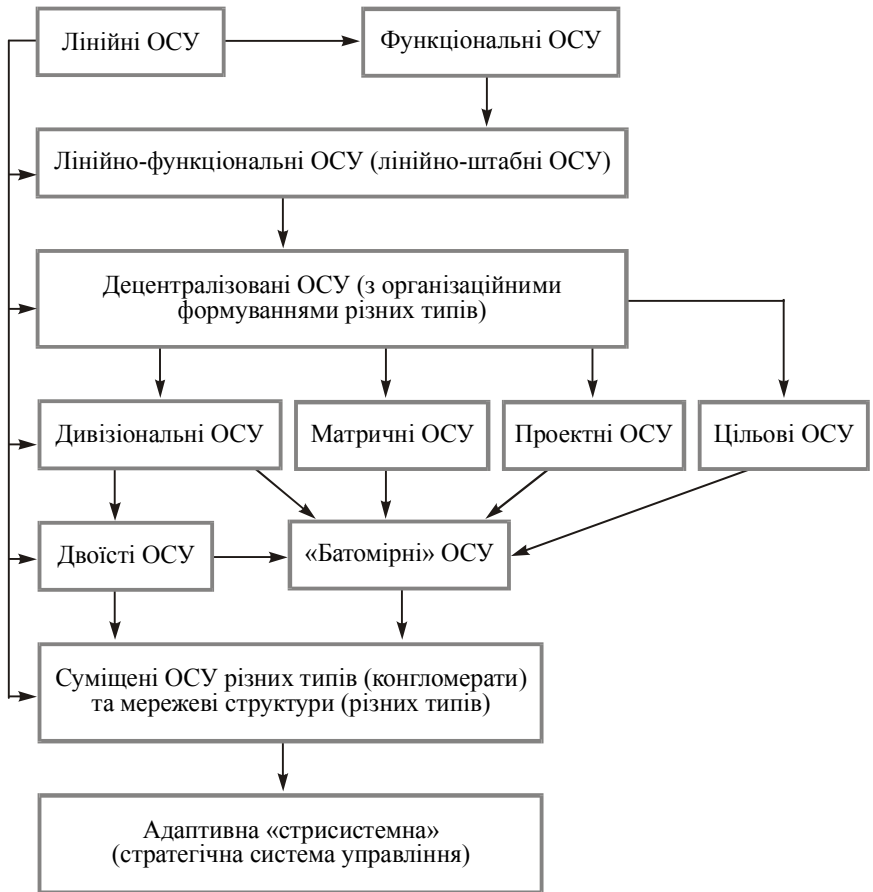 Лінійні ОСУ
Функціональні ОСУ
Лінійно-функціональні ОСУ (лінійно-штабні ОСУ)
Децентралізовані ОСУ (з організаційними
формуваннями різних типів)
Дивізіональні ОСУ
Матричні ОСУ
Проектні ОСУ
Цільові ОСУ
Двоїсті ОСУ
«Батомірні» ОСУ
Суміщені ОСУ різних типів (конгломерати)
та мережеві структури (різних типів)
Адаптивна «стрисистемна»
(стратегічна система управління)